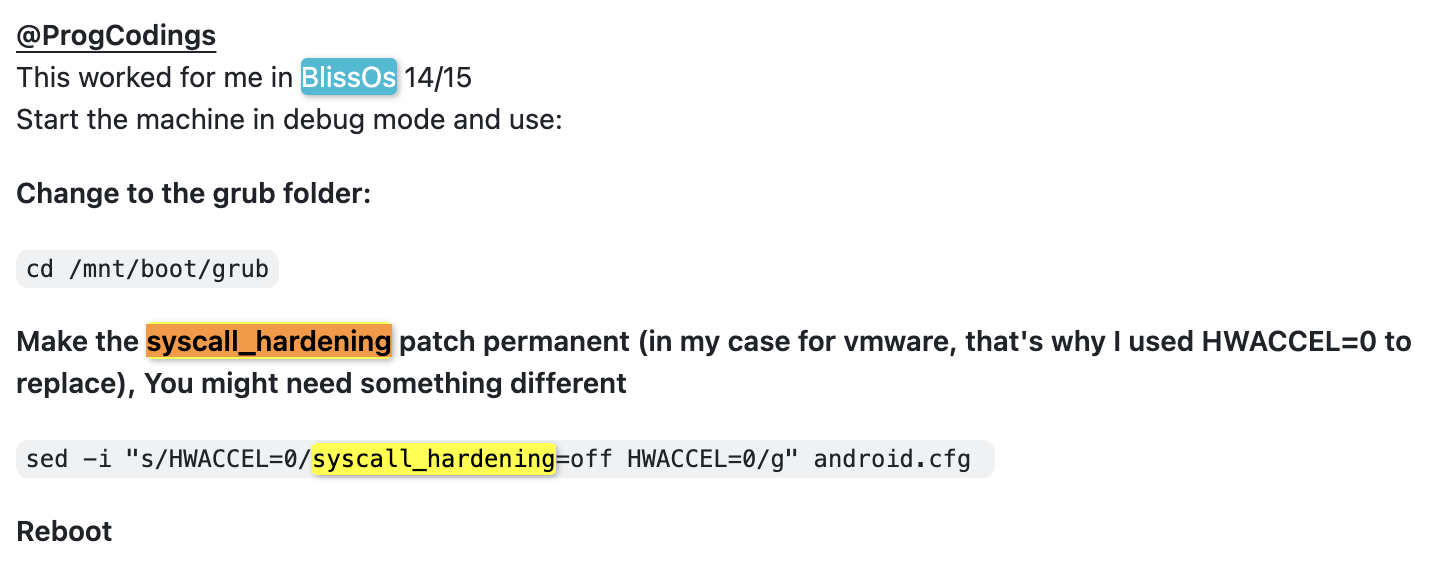 @ProgCodings
This worked for me in BlissOs 14/15
Start the machine in debug mode and use:
Change to the grub folder:
cd /mnt/boot/grub
Make the syscall_hardening patch permanent (in my case for vmware, that's why I used HWACCEL=0 to
replace), You might need something different
sed -i "s/HWACCEL=0/syscall_hardening=off HWACCEL=0/g" android.cfg
Reboot